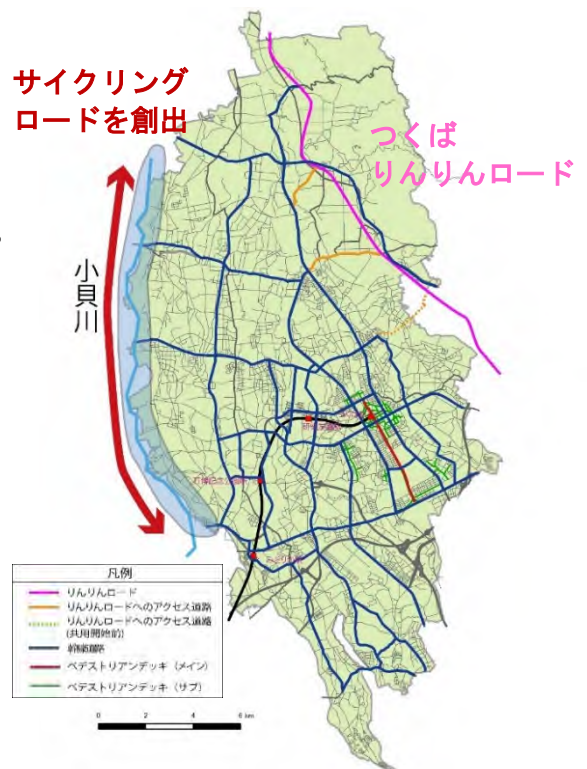 サイクリング
ロードを創出
つくば
りんりんロード
小貝川
凡例
りんりんロード
りんりんロードへのアクセス道路
りんりんロードへのアクセス道路
(共用開始前)
幹線道路
ペデストリアンデッキ（メイン）
ペデストリアンデッキ（サブ）
0 2 4 6 km